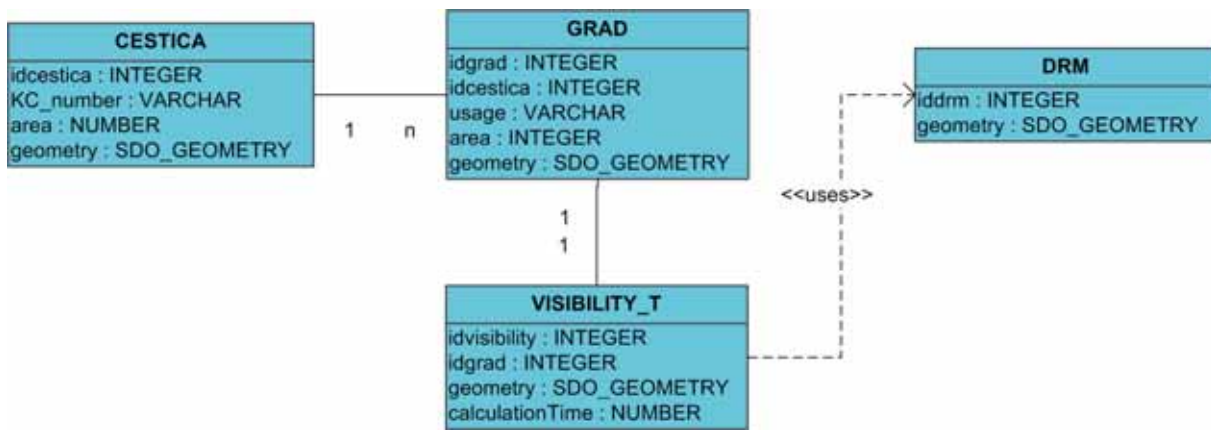 CESTICA
idcestica : INTEGER
KC_number : VARCHAR
area : NUMBER
geometry : SDO_GEOMETRY
1 n
GRAD
idgrad : INTEGER
idcestica : INTEGER
usage : VARCHAR
area : INTEGER
geometry : SDO_GEOMETRY
DRM
iddrm : INTEGER
geometry : SDO_GEOMETRY
<<uses>>
1
1
VISIBILITY_T
idvisibility : INTEGER
idgrad : INTEGER
geometry : SDO_GEOMETRY
calculationTime : NUMBER